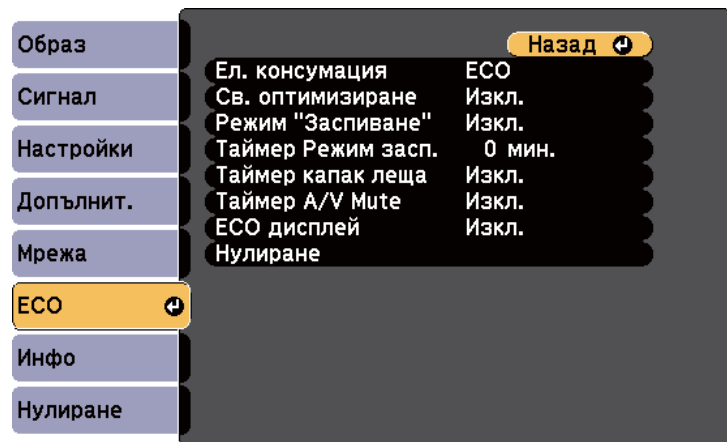 Образ
Сигнал
Настройки
Допълнит.
Мрежа
ECO
Инфо
Нулиране
Назад
Ел. консумация ECO
Св. оптимизиране Изкл.
Режим "Заспиване" Изкл.
Таймер Режим засп. 0 мин.
Таймер капак леща Изкл.
Таймер A/V Mute Изкл.
ECO дисплей Изкл.
Нулиране